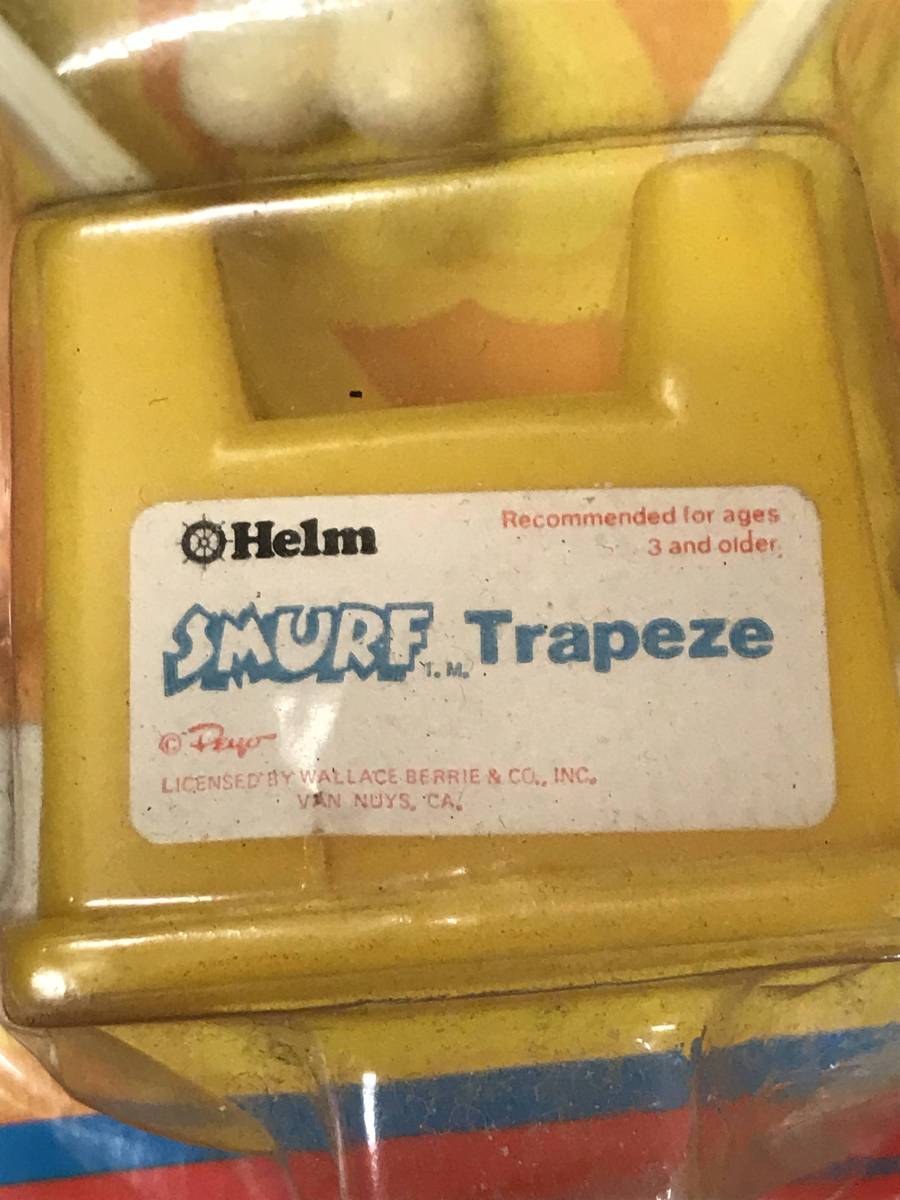 Helm
Recommended for ages
3 and older.
SMURF T.M. Trapeze
© Peyo
LICENSED BY WALLACE BERRIE & CO., INC.
VAN NUYS, CA.